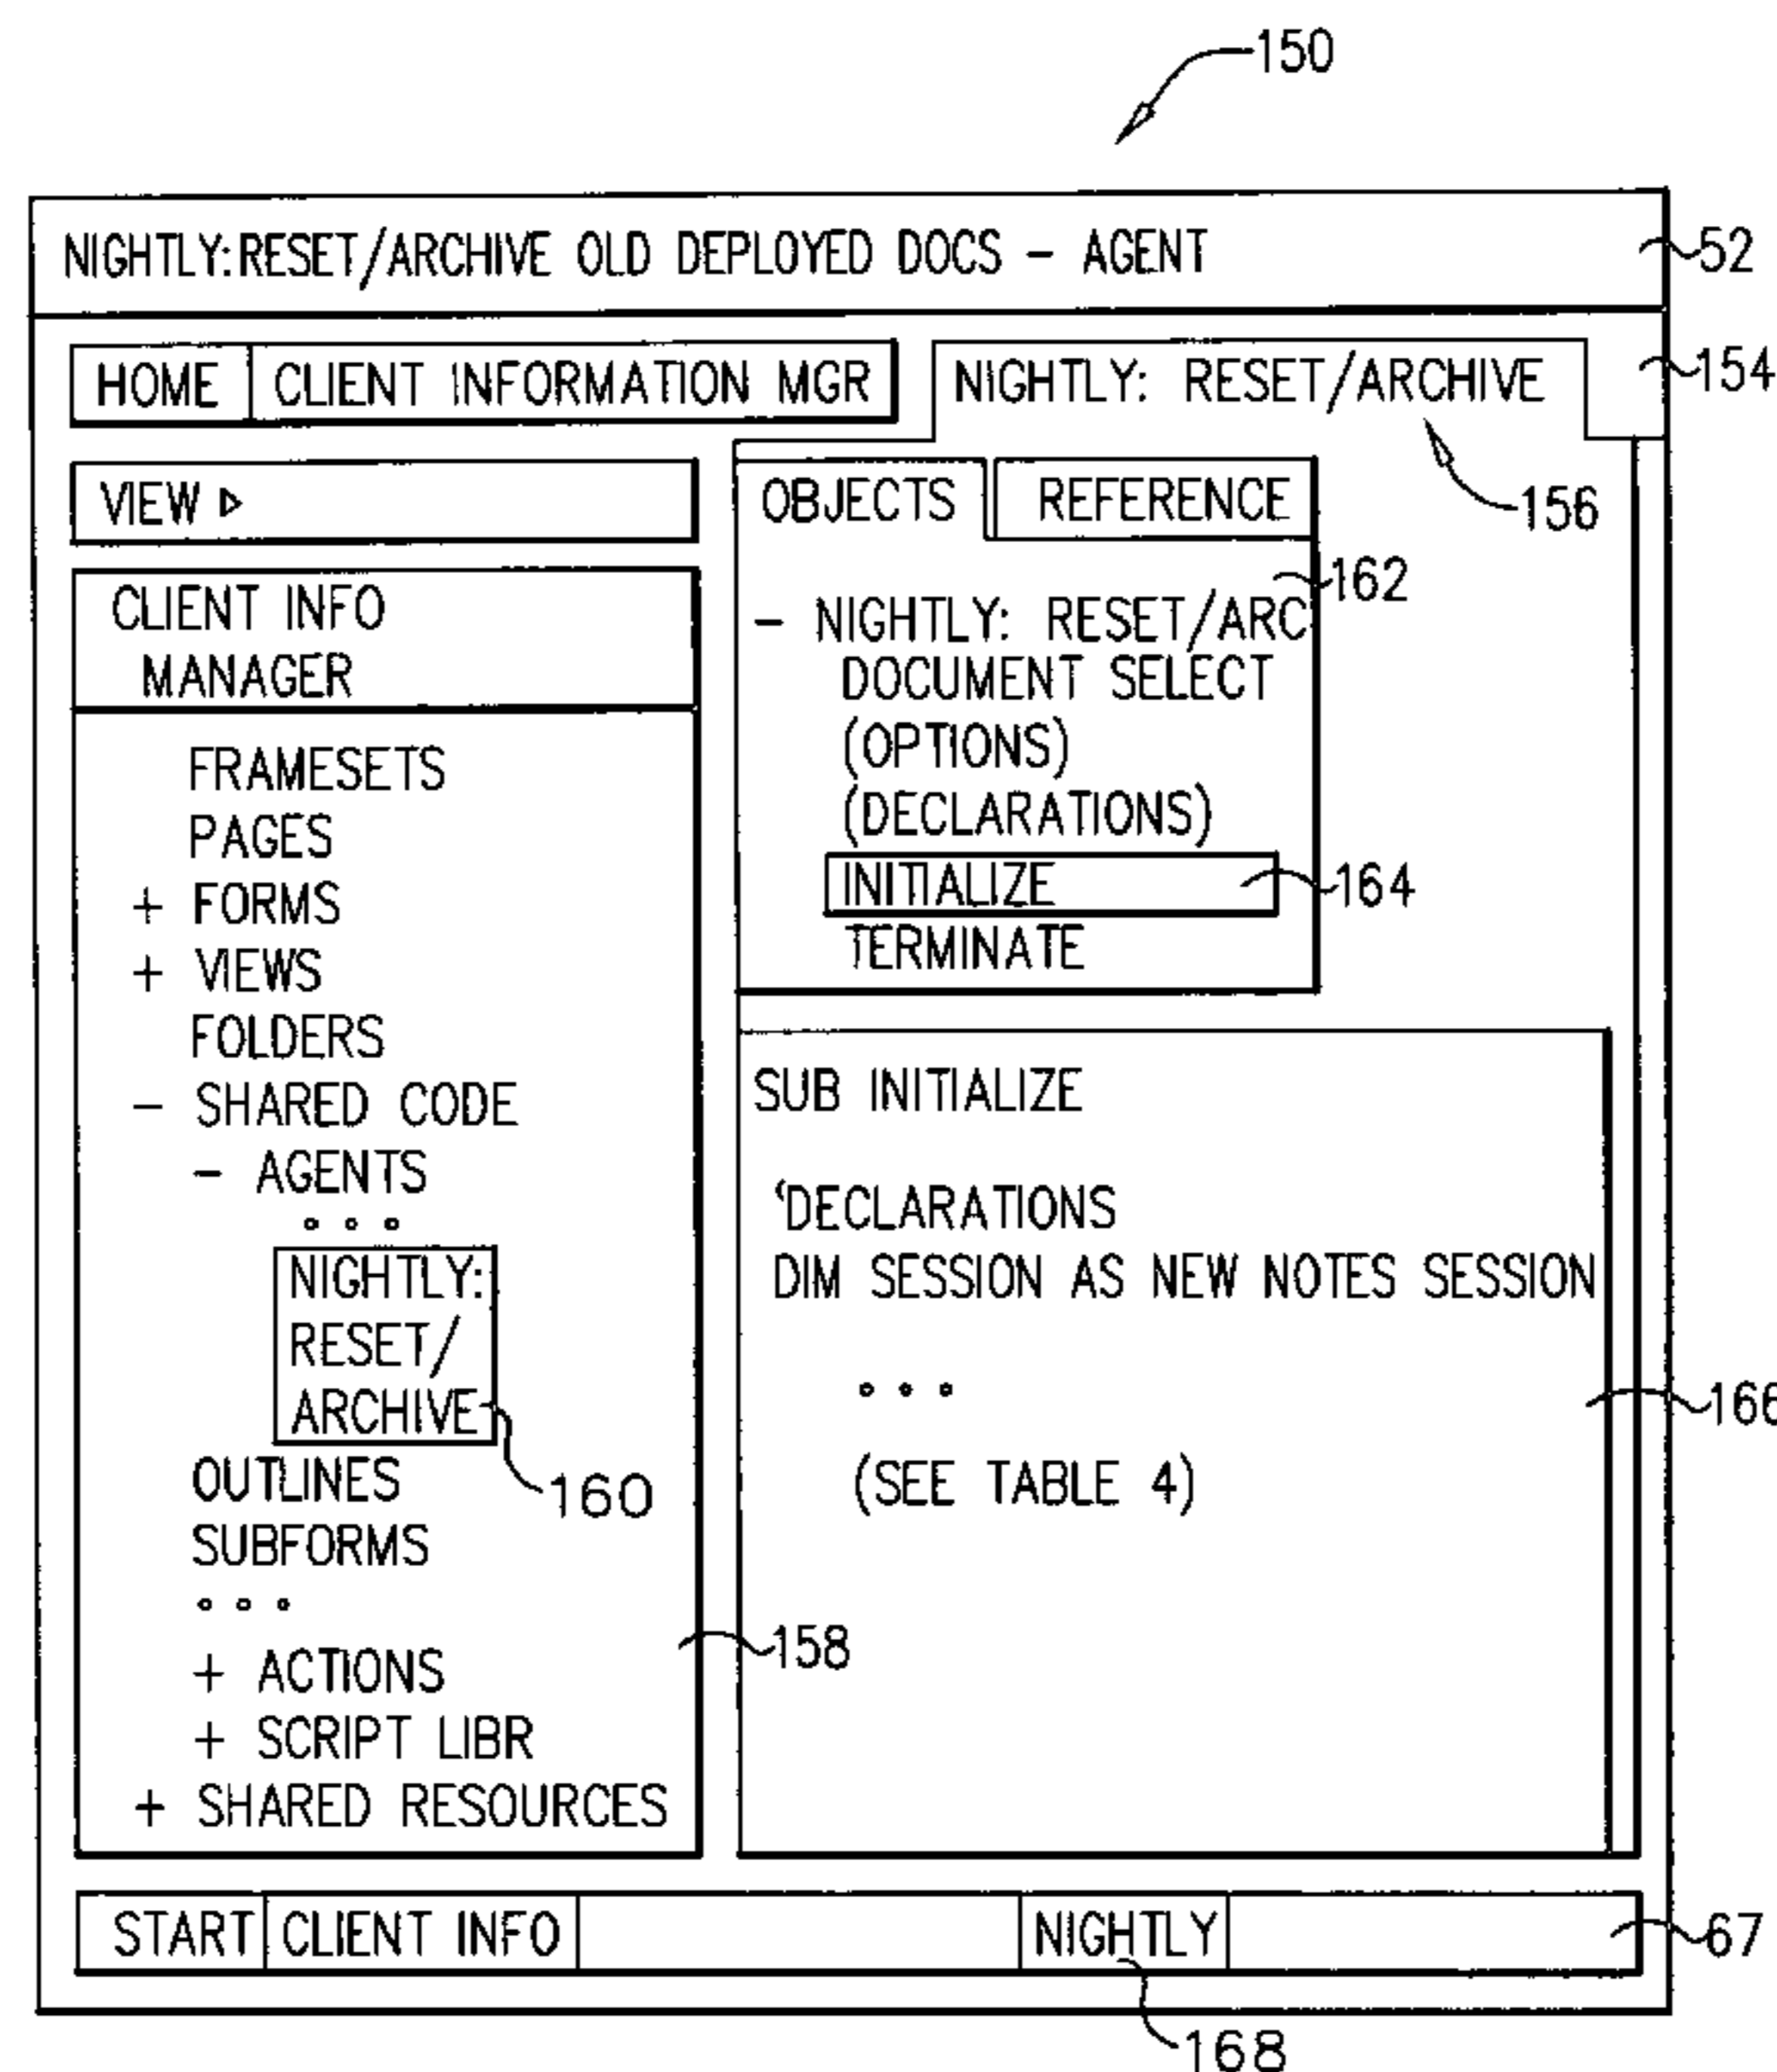 150
NIGHTLY:RESET/ARCHIVE OLD DEPLOYED DOCS - AGENT
52
HOME CLIENT INFORMATION MGR NIGHTLY: RESET/ARCHIVE
154
156
VIEW ▷
CLIENT INFO
MANAGER
FRAMESETS
PAGES
+ FORMS
+ VIEWS
FOLDERS
- SHARED CODE
- AGENTS
° ° °
NIGHTLY:
RESET/
ARCHIVE
160
OUTLINES
SUBFORMS
° ° °
+ ACTIONS
+ SCRIPT LIBR
+ SHARED RESOURCES
158
OBJECTS REFERENCE
162
- NIGHTLY: RESET/ARC
DOCUMENT SELECT
(OPTIONS)
(DECLARATIONS)
INITIALIZE
164
TERMINATE
SUB INITIALIZE
‘DECLARATIONS
DIM SESSION AS NEW NOTES SESSION
° ° °
166
(SEE TABLE 4)
START CLIENT INFO NIGHTLY
67
168